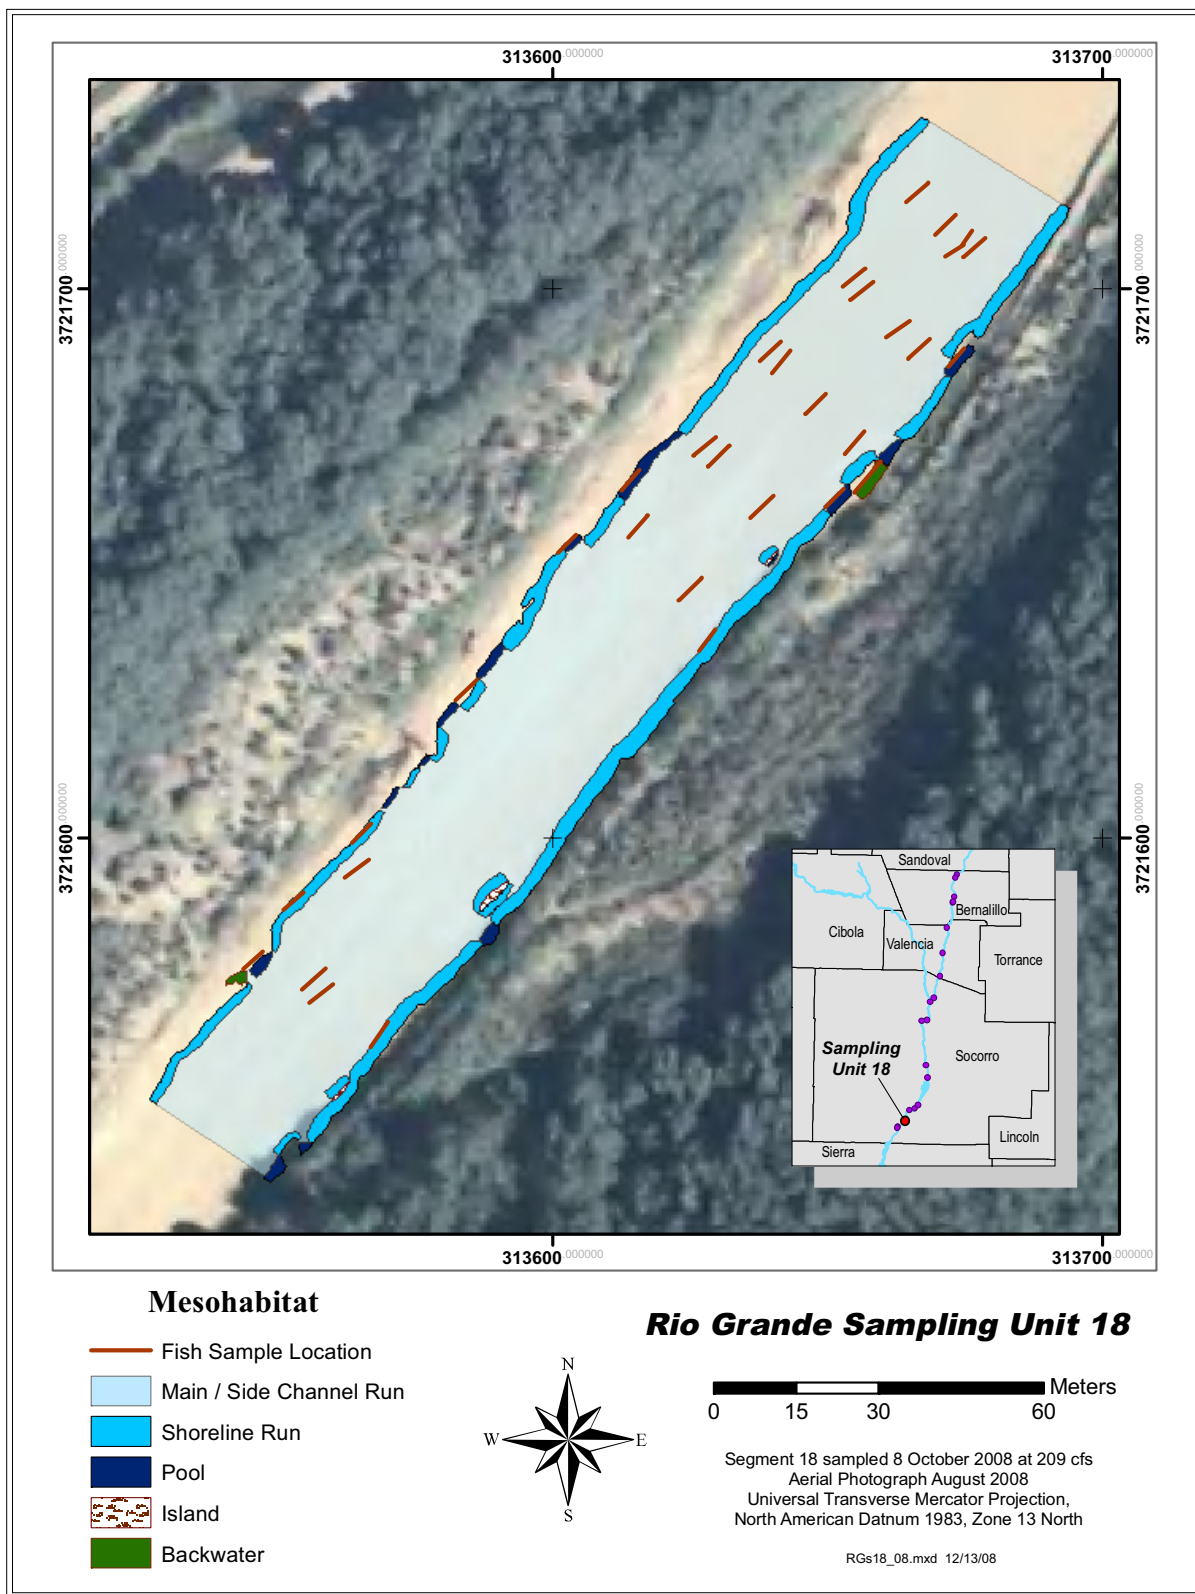 313600.000000 313700.000000
3721700.000000 3721700.000000
3721600.000000 3721600.000000
Sandoval
Bernalillo
Cibola
Valencia
Torrance
Sampling
Unit 18
Socorro
Lincoln
Sierra
313600.000000 313700.000000
Mesohabitat
Fish Sample Location
Main / Side Channel Run
Shoreline Run
Pool
Island
Backwater
N
W E
S
Rio Grande Sampling Unit 18
Meters
0 15 30 60
Segment 18 sampled 8 October 2008 at 209 cfs
Aerial Photograph August 2008
Universal Transverse Mercator Projection,
North American Datnum 1983, Zone 13 North
RGs18_08.mxd 12/13/08